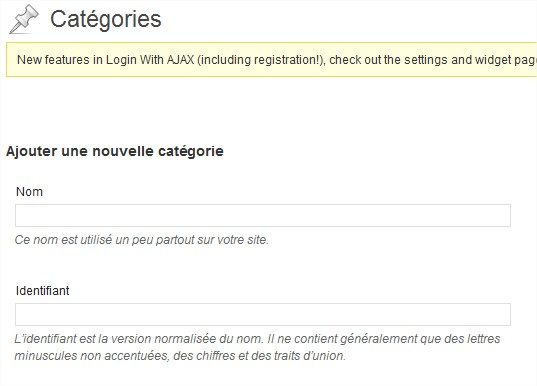 Catégories
New features in Login With AJAX (including registration!), check out the settings and widget page
Ajouter une nouvelle catégorie
Nom
Ce nom est utilisé un peu partout sur votre site.
Identifiant
L'identifiant est la version normalisée du nom. Il ne contient généralement que des lettres
minuscules non accentuées, des chiffres et des traits d'union.